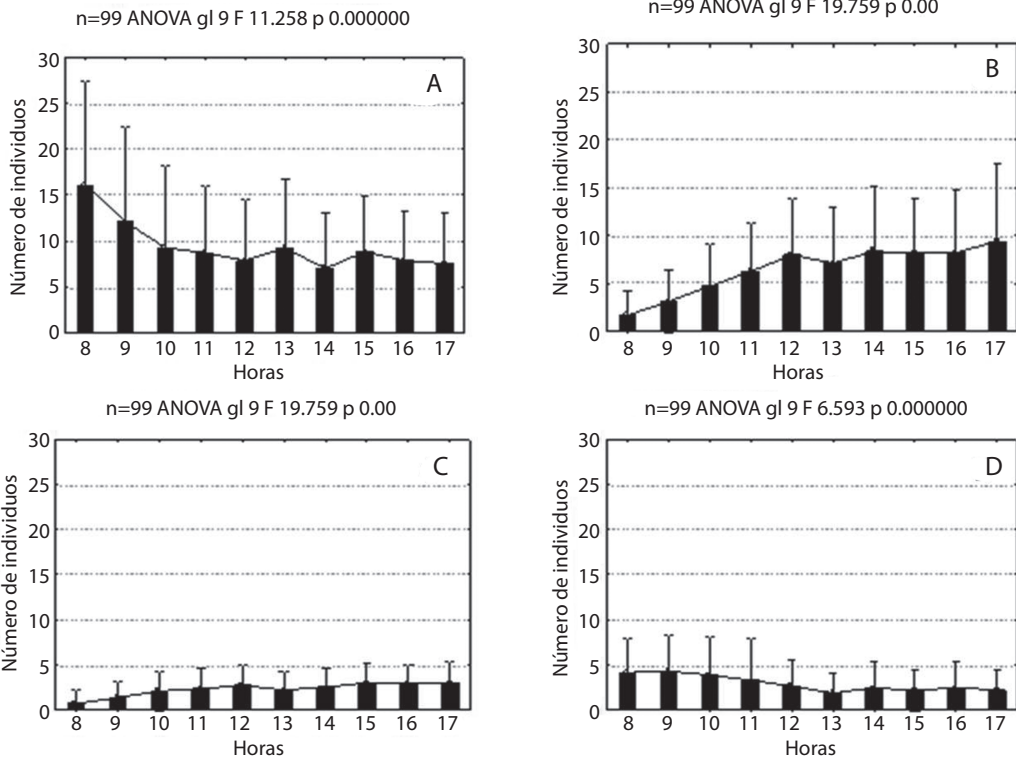 n=99 ANOVA gl 9 F 11.258 p 0.000000
A
Número de individuos
30
25
20
15
10
5
0
8 9 10 11 12 13 14 15 16 17
Horas
n=99 ANOVA gl 9 F 19.759 p 0.00
B
Número de individuos
30
25
20
15
10
5
0
8 9 10 11 12 13 14 15 16 17
Horas
n=99 ANOVA gl 9 F 19.759 p 0.00
C
Número de individuos
30
25
20
15
10
5
0
8 9 10 11 12 13 14 15 16 17
Horas
n=99 ANOVA gl 9 F 6.593 p 0.000000
D
Número de individuos
30
25
20
15
10
5
0
8 9 10 11 12 13 14 15 16 17
Horas